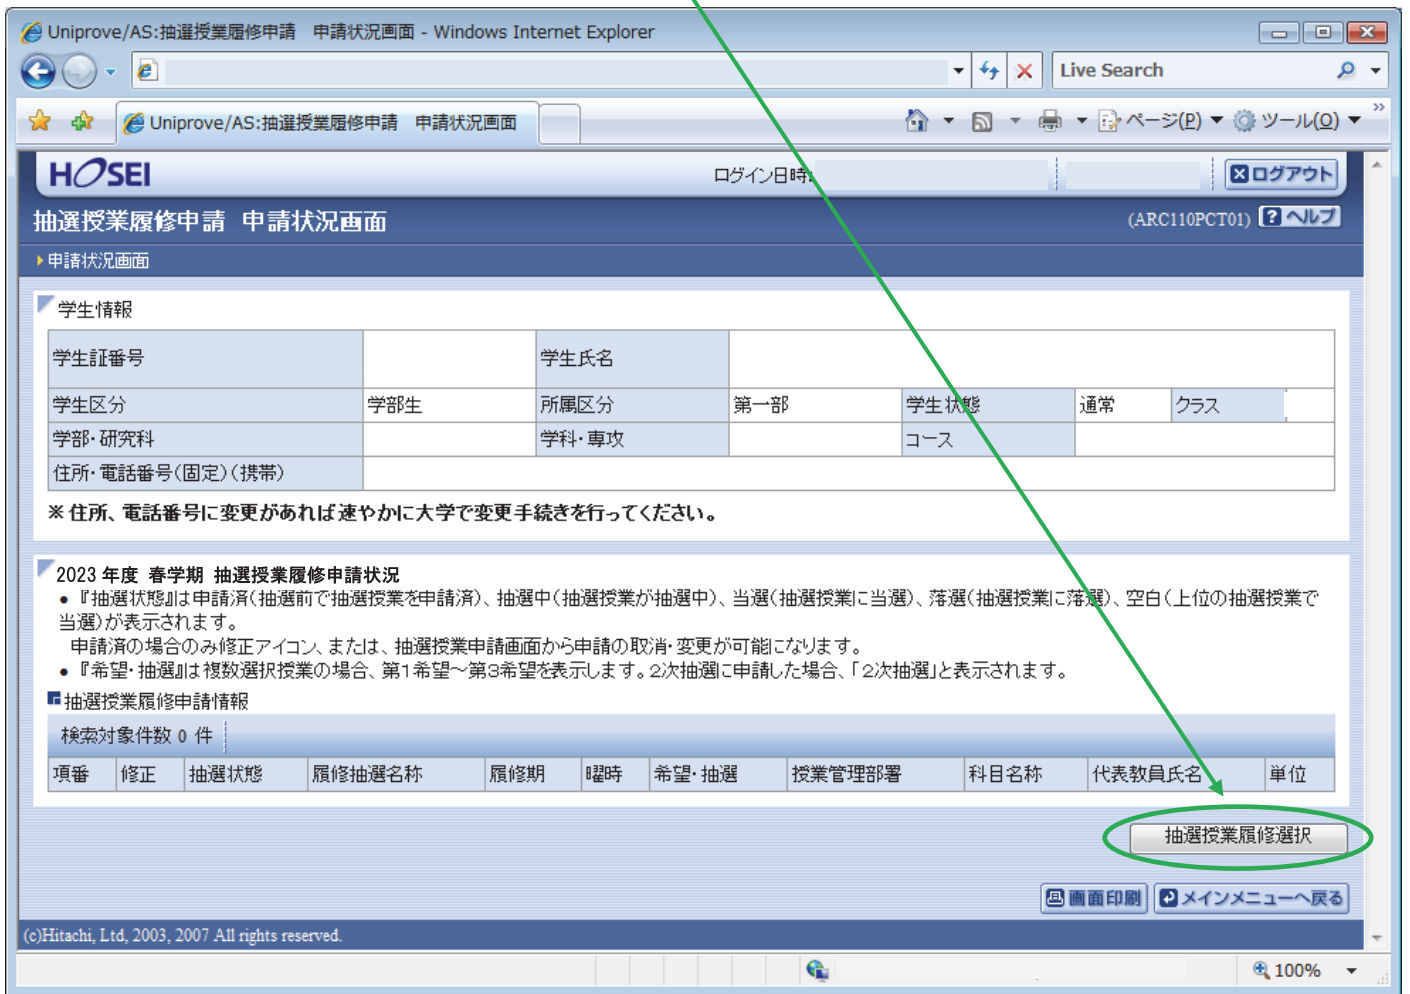 Uniprove/AS:抽選授業履修申請　申請状況画面 - Windows Internet Explorer
Live Search
Uniprove/AS:抽選授業履修申請　申請状況画面
ページ(P)
ツール(O)
HOSEI
ログイン日時:
ログアウト
抽選授業履修申請 申請状況画面
(ARC110PCT01)
? ヘルプ
申請状況画面
学生情報
学生証番号
学生氏名
学生区分 学部生 所属区分 第一部 学生状態 通常 クラス
学部・研究科 学科・専攻 コース
住所・電話番号(固定)(携帯)
※住所、電話番号に変更があれば速やかに大学で変更手続きを行ってください。
2023 年度 春学期 抽選授業履修申請状況
● 『抽選状態』は申請済(抽選前で抽選授業を申請済)、抽選中(抽選授業が抽選中)、当選(抽選授業に当選)、落選(抽選授業に落選)、空白(上位の抽選授業で
当選)が表示されます。
申請済の場合のみ修正アイコン、または、抽選授業申請画面から申請の取消・変更が可能になります。
● 『希望・抽選』は複数選択授業の場合、第1希望～第3希望を表示します。2次抽選に申請した場合、「2次抽選」と表示されます。
抽選授業履修申請情報
検索対象件数 0 件
項番 修正 抽選状態 履修抽選名称 履修期 曜時 希望・抽選 授業管理部署 科目名称 代表教員氏名 単位
抽選授業履修選択
画面印刷
メインメニューへ戻る
(c)Hitachi, Ltd, 2003, 2007 All rights reserved.
100%